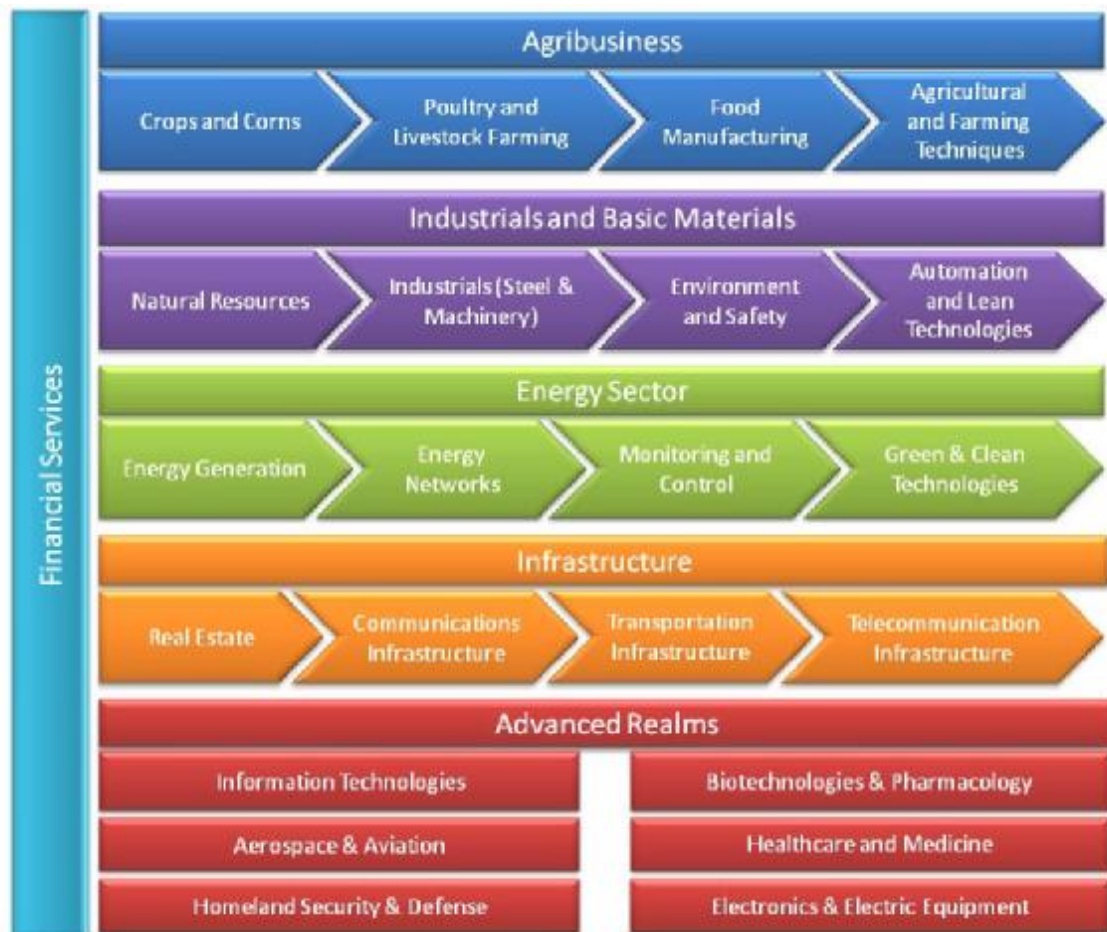 Financial Services
Agribusiness
Crops and Corns
Poultry and
Livestock Farming
Food
Manufacturing
Agricultural
and Farming
Techniques
Industrials and Basic Materials
Natural Resources
Industrials (Steel &
Machinery)
Environment
and Safety
Automation
and Lean
Technologies
Energy Sector
Energy Generation
Energy
Networks
Monitoring and
Control
Green & Clean
Technologies
Infrastructure
Real Estate
Communications
Infrastructure
Transportation
Infrastructure
Telecommunication
Infrastructure
Advanced Realms
Information Technologies
Biotechnologies & Pharmacology
Aerospace & Aviation
Healthcare and Medicine
Homeland Security & Defense
Electronics & Electric Equipment